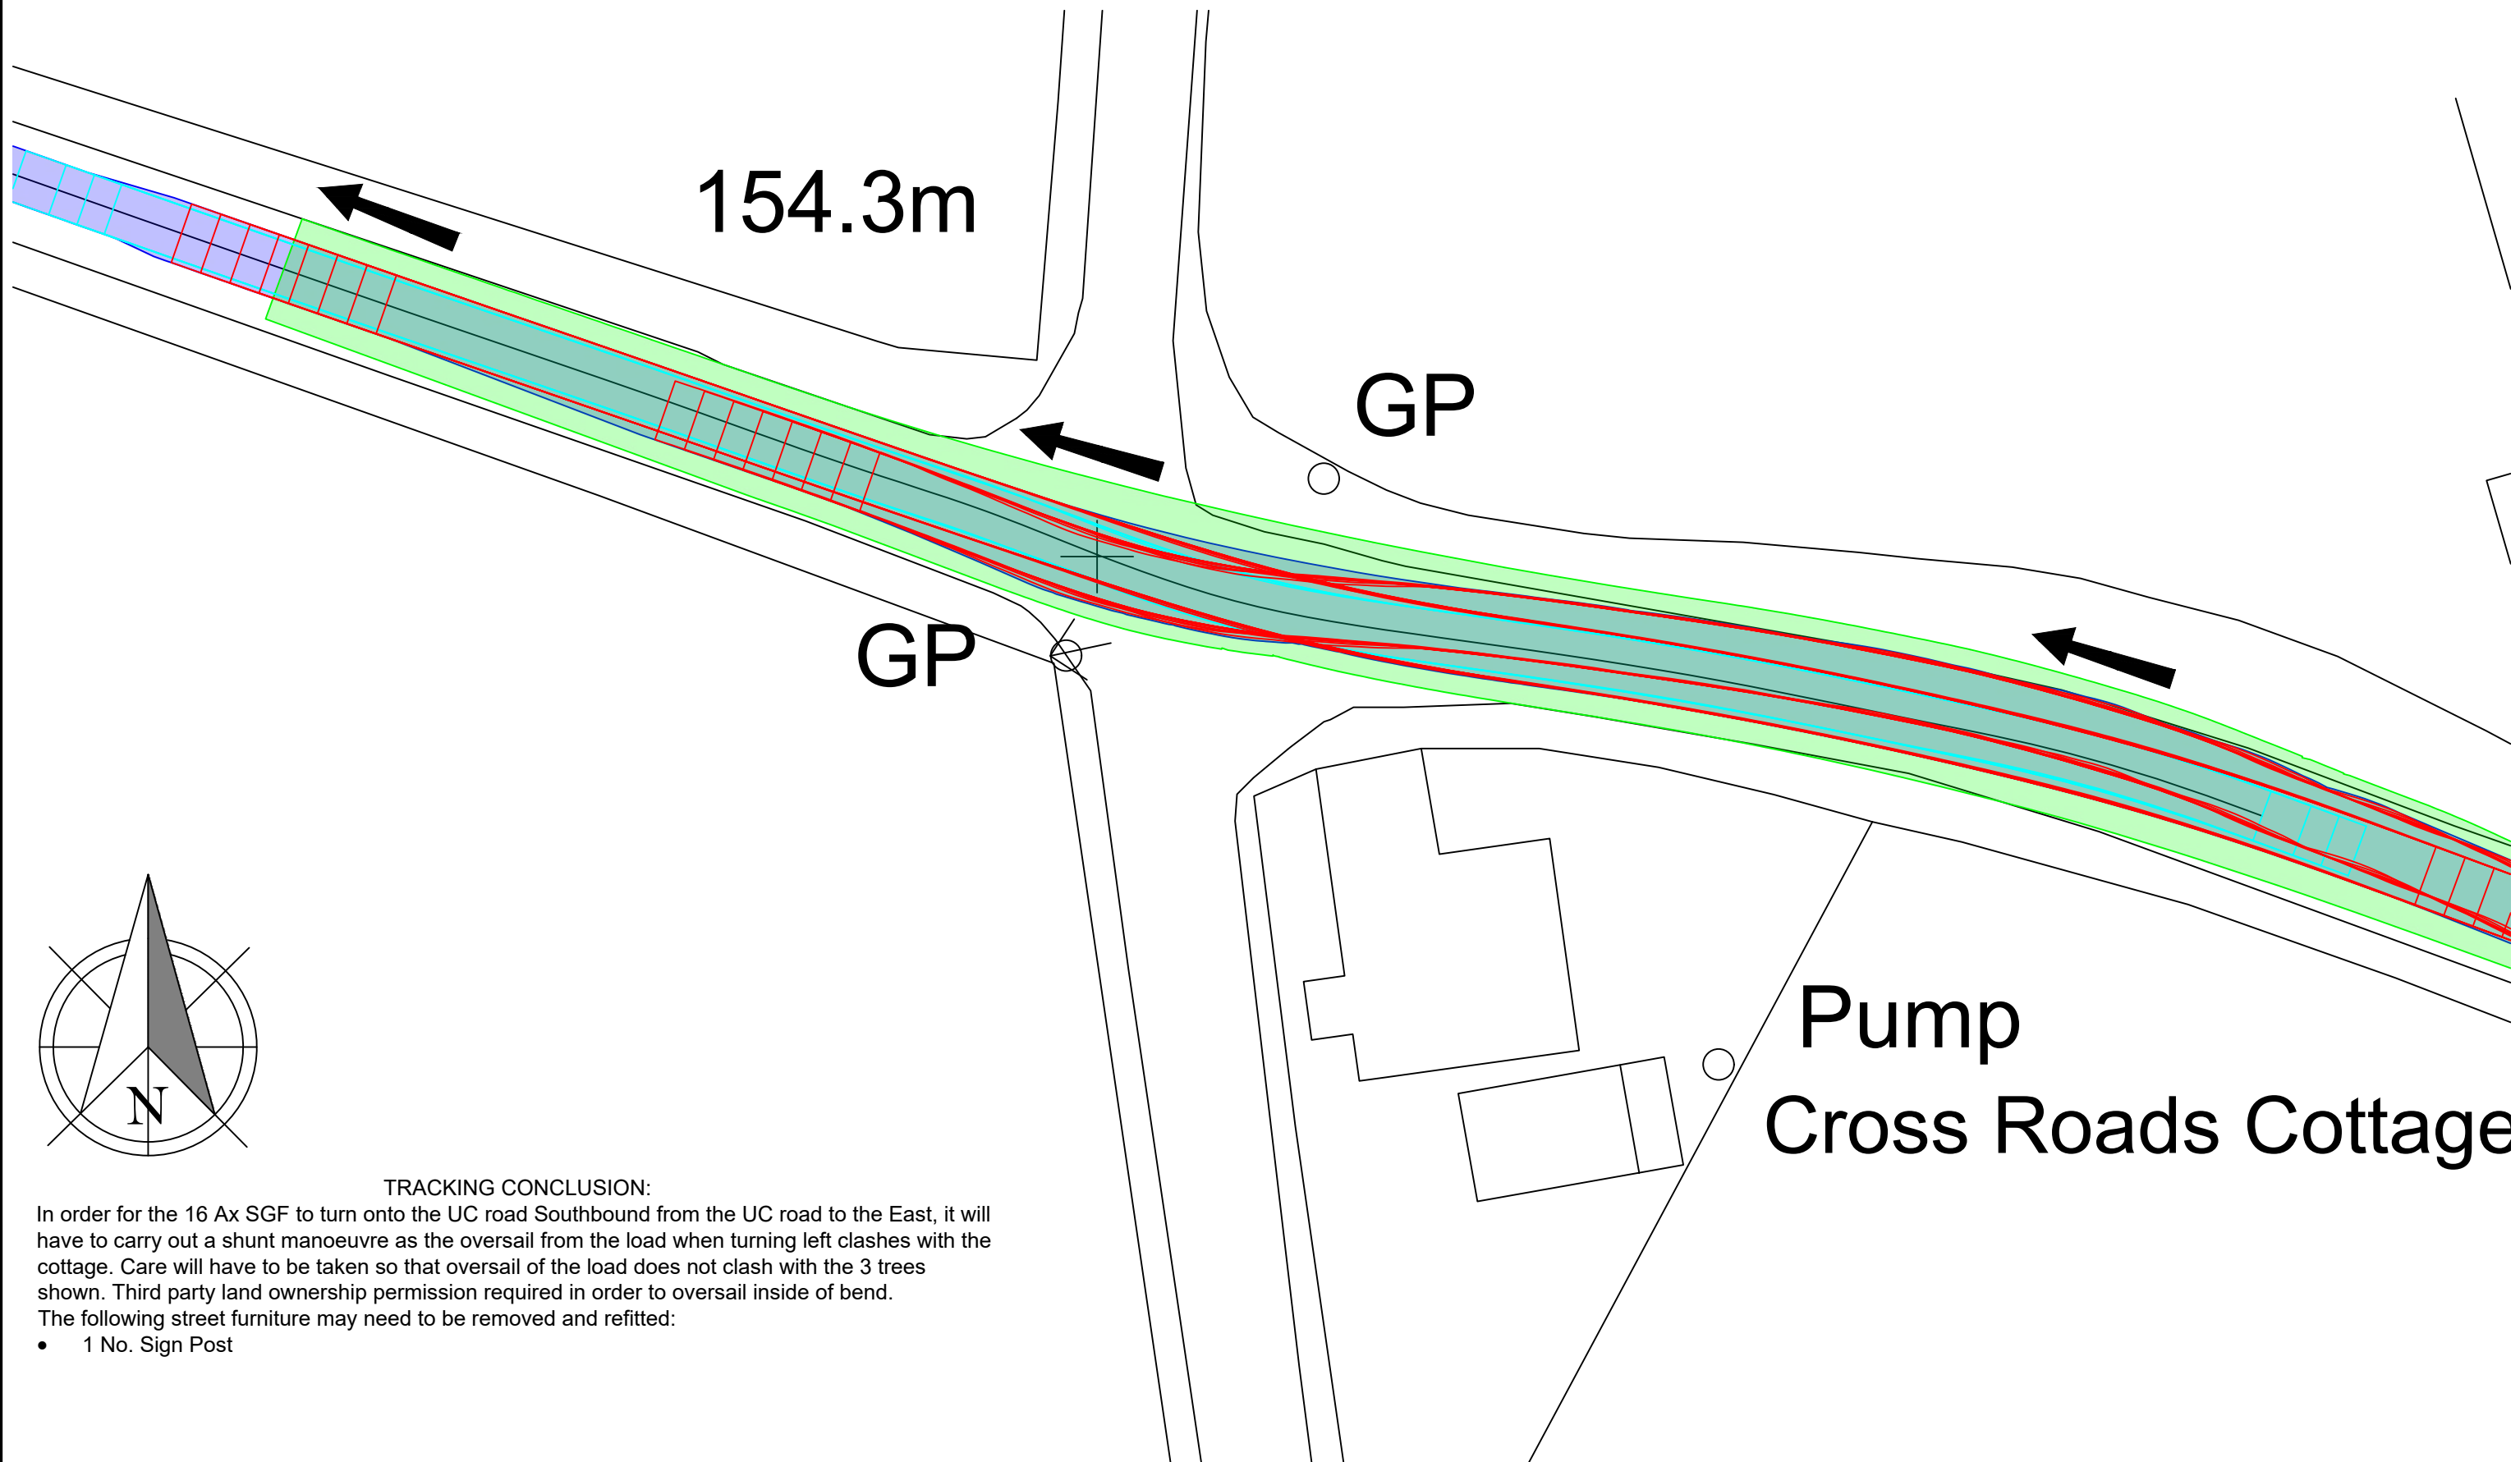 154.3m
GP
GP
Pump
Cross Roads Cottage
N
TRACKING CONCLUSION:
In order for the 16 Ax SGF to turn onto the UC road Southbound from the UC road to the East, it will
have to carry out a shunt manoeuvre as the oversail from the load when turning left clashes with the
cottage. Care will have to be taken so that oversail of the load does not clash with the 3 trees
shown. Third party land ownership permission required in order to oversail inside of bend.
The following street furniture may need to be removed and refitted:
• 1 No. Sign Post